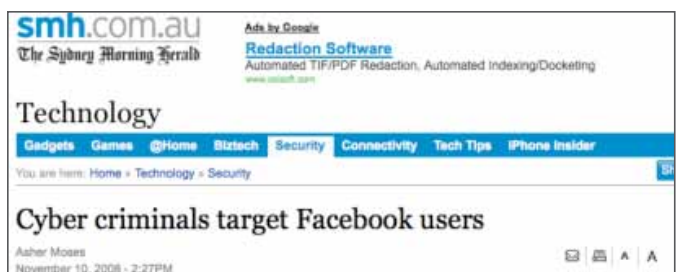 smh.com.au
The Sydney Morning Herald
Ads by Google
Redaction Software
Automated TIF/PDF Redaction, Automated Indexing/Docketing
Technology
Gadgets Games @Home Biztech Security Connectivity Tech Tips iPhone Insider
You are here: Home » Technology » Security
Cyber criminals target Facebook users
Asher Moses
November 10, 2008 - 2:27PM
A A